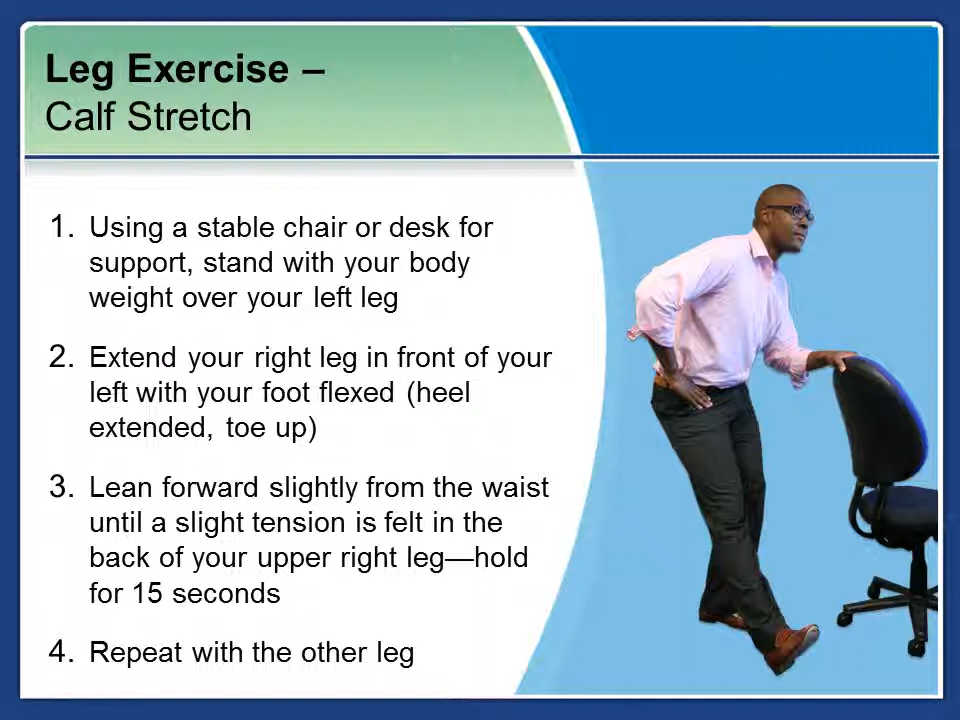 Leg Exercise –
Calf Stretch
1. Using a stable chair or desk for
support, stand with your body
weight over your left leg
2. Extend your right leg in front of your
left with your foot flexed (heel
extended, toe up)
3. Lean forward slightly from the waist
until a slight tension is felt in the
back of your upper right leg—hold
for 15 seconds
4. Repeat with the other leg